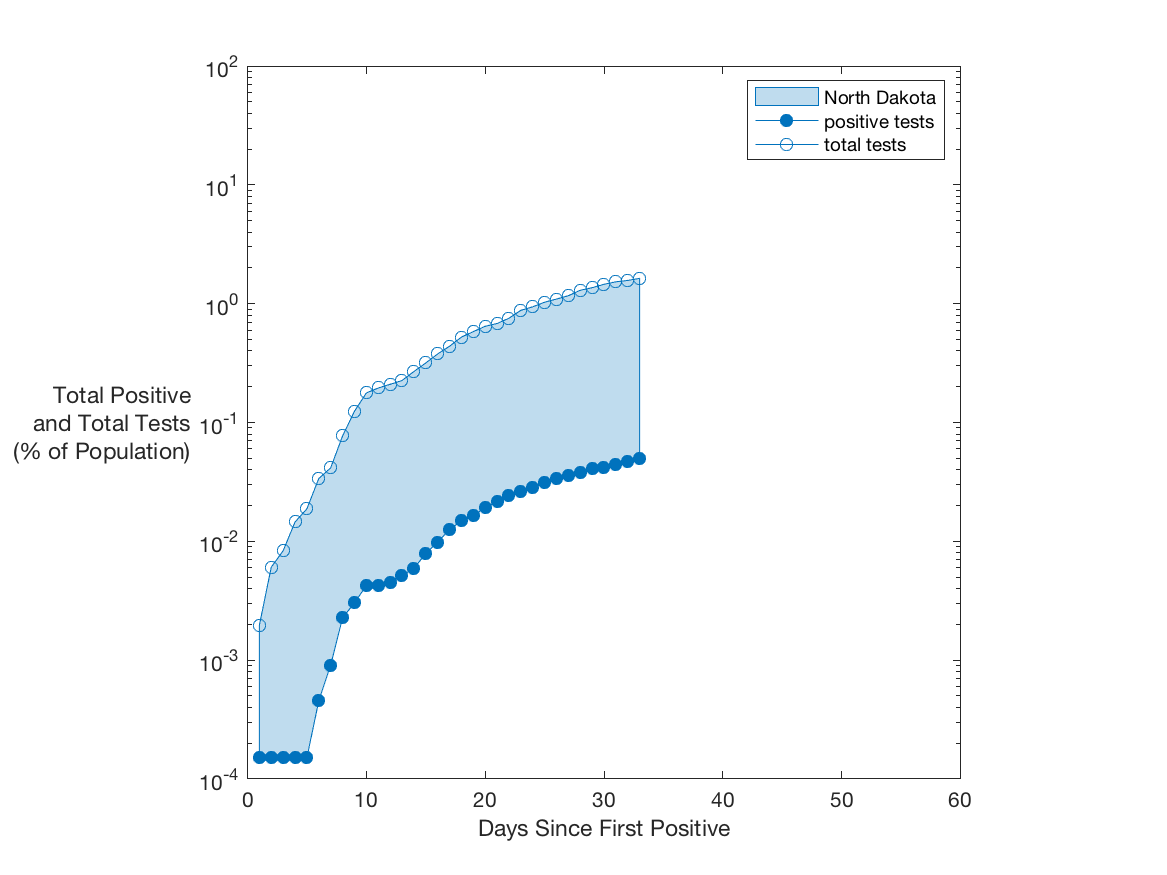 10^2
10^1
10^0
10^-1
10^-2
10^-3
10^-4
Total Positive
and Total Tests
(% of Population)
North Dakota
positive tests
total tests
0 10 20 30 40 50 60
Days Since First Positive